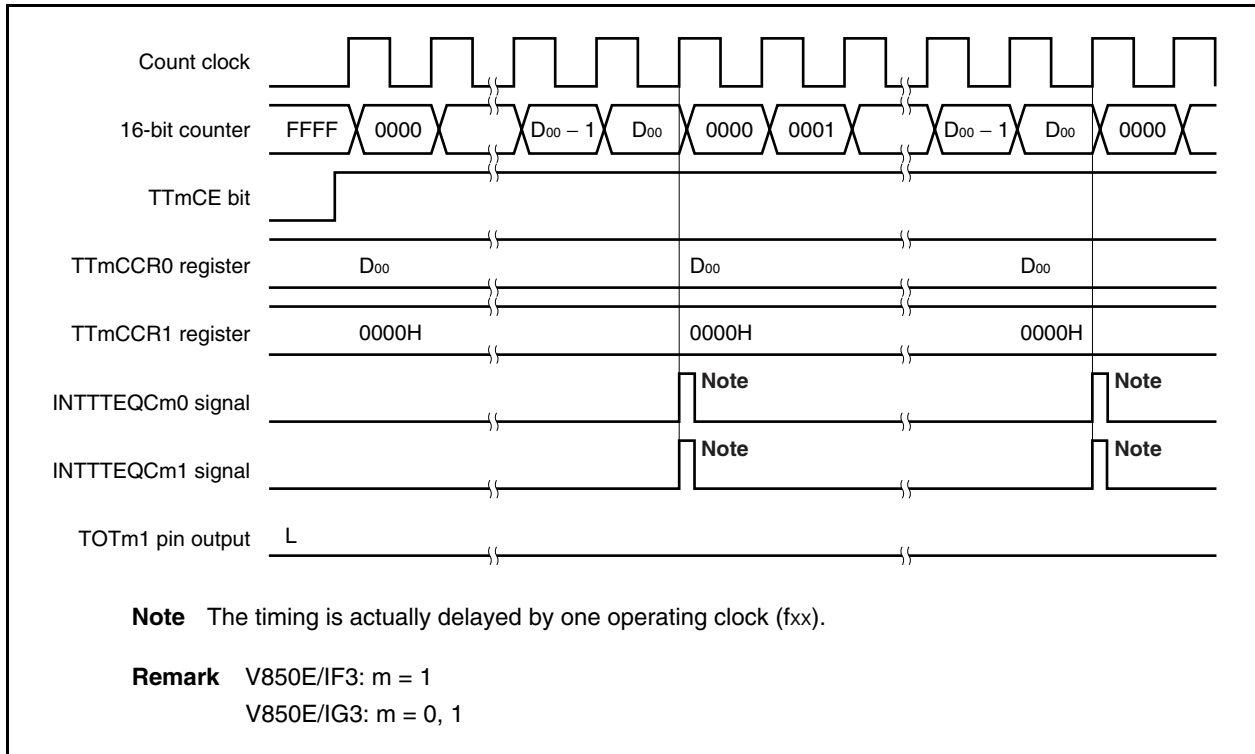 Count clock
16-bit counter FFFF 0000 D00 − 1 D00 0000 0001 D00 − 1 D00 0000
TTmCE bit
TTmCCR0 register D00 D00 D00
TTmCCR1 register 0000H 0000H 0000H
INTTTEQCm0 signal Note Note
INTTTEQCm1 signal Note Note
TOTm1 pin output L
Note The timing is actually delayed by one operating clock (fxx).
Remark V850E/IF3: m = 1
V850E/IG3: m = 0, 1